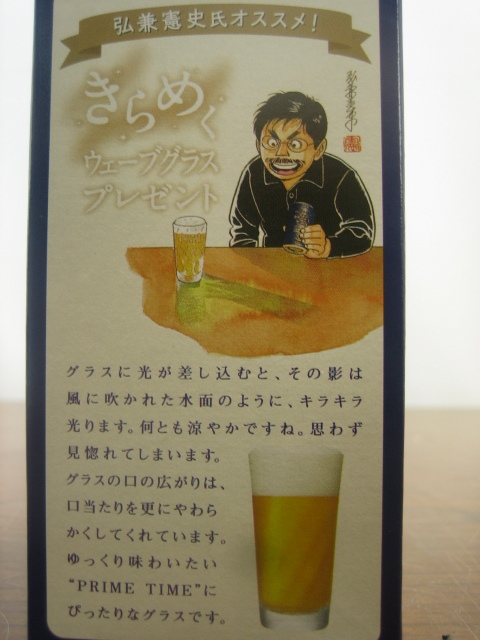 弘兼憲史氏オススメ!
きらめく
ウェーブグラス
プレゼント
グラスに光が差し込むと、その影は
風に吹かれた水面のように、キラキラ
光ります。何とも涼やかですね。思わず
見惚れてしまいます。
グラスの口の広がりは、
口当たりを更にやわら
かくしてくれています。
ゆっくり味わいたい
“PRIME TIME”に
ぴったりなグラスです。